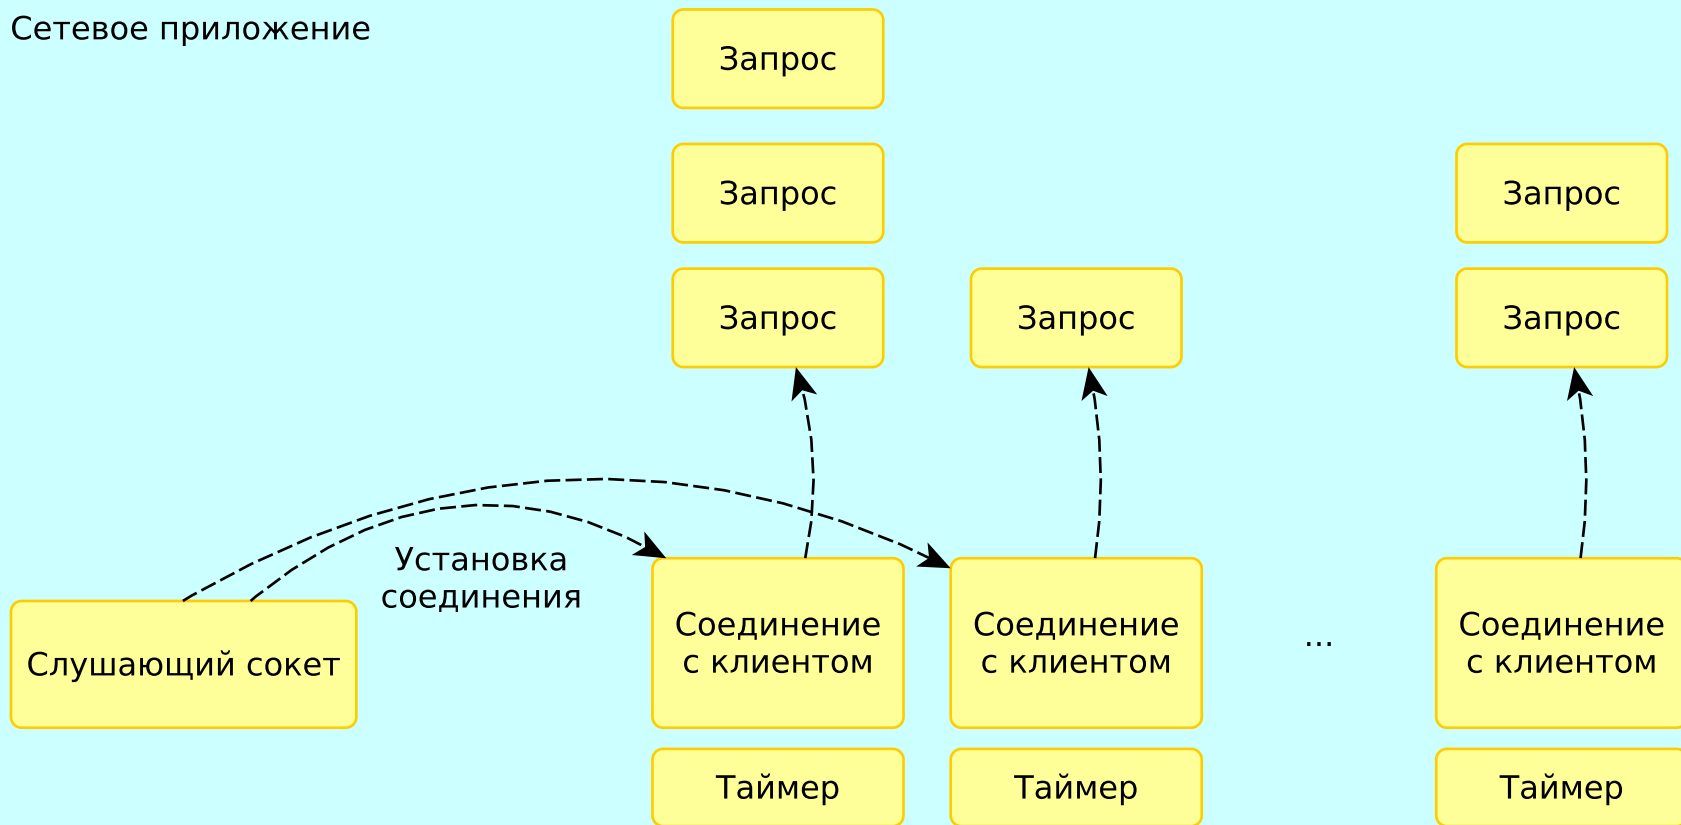 Сетевое приложение
Запрос
Запрос
Запрос
Запрос
Запрос
Запрос
Установка
соединения
Слушающий сокет
Соединение
с клиентом
Соединение
с клиентом
...
Соединение
с клиентом
Таймер
Таймер
Таймер